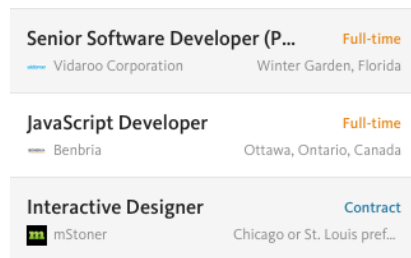 Senior Software Developer (P... Full-time
Vidaroo Corporation Winter Garden, Florida
JavaScript Developer Full-time
Benbria Ottawa, Ontario, Canada
Interactive Designer Contract
m mStoner Chicago or St. Louis pref...